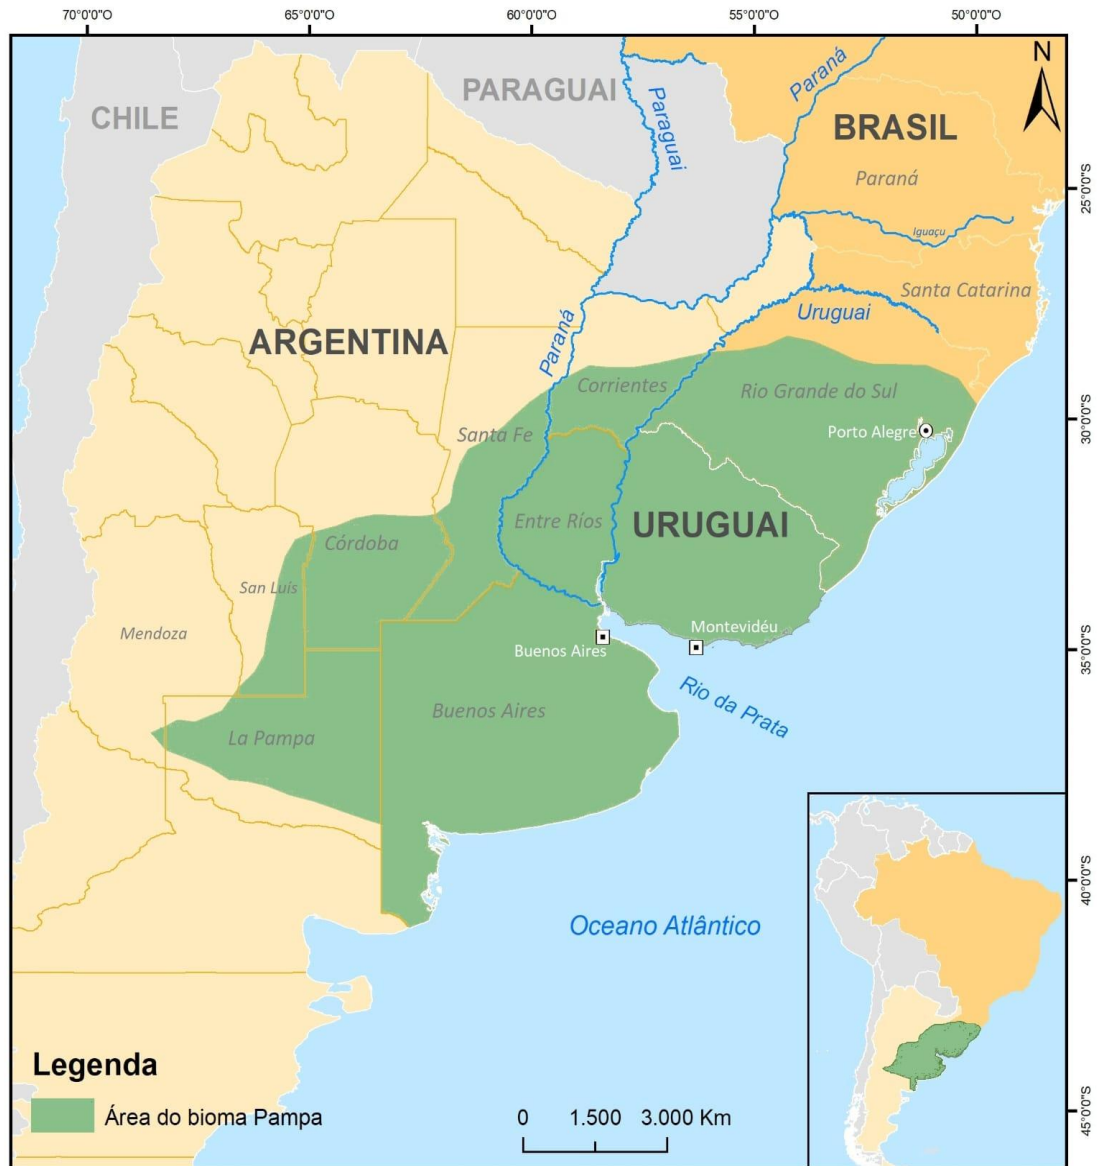 70°0'0"O 65°0'0"O 60°0'0"O 55°0'0"O 50°0'0"O
N
CHILE
PARAGUAI
Paraguai
Paraná
BRASIL
Paraná
25°0'0"S
Iguaçu
Santa Catarina
Uruguai
ARGENTINA
Paraná
Corrientes
Rio Grande do Sul
30°0'0"S
Santa Fe
Porto Alegre
Entre Ríos
URUGUAI
Córdoba
San Luís
Mendoza
Montevidéu
Buenos Aires
35°0'0"S
Rio da Prata
Buenos Aires
La Pampa
40°0'0"S
Oceano Atlântico
Legenda
Área do bioma Pampa
0 1.500 3.000 Km
45°0'0"S